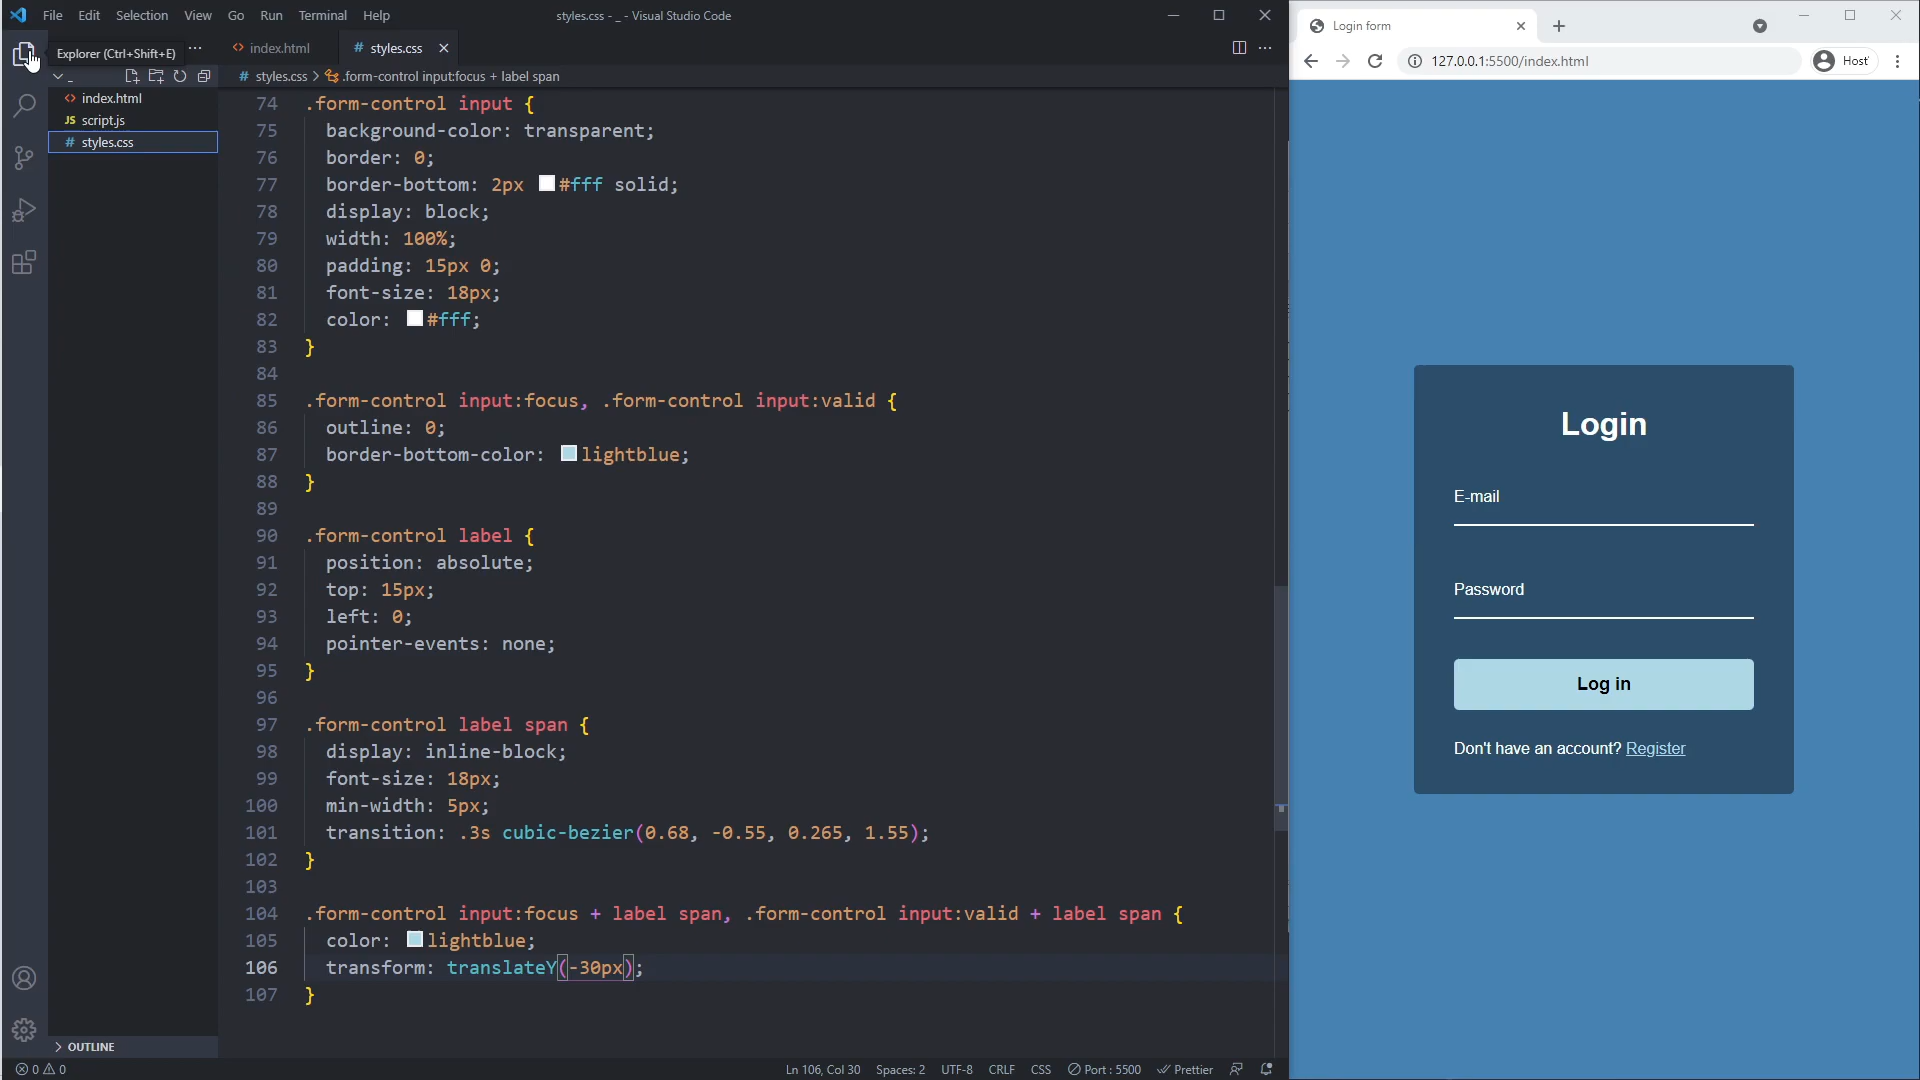 File Edit Selection View Go Run Terminal Help
styles.css - _ - Visual Studio Code
Explorer (Ctrl+Shift+E)
index.html
styles.css
styles.css > .form-control input:focus + label span
_
index.html
JS script.js
# styles.css
OUTLINE
74 .form-control input {
75 background-color: transparent;
76 border: 0;
77 border-bottom: 2px #fff solid;
78 display: block;
79 width: 100%;
80 padding: 15px 0;
81 font-size: 18px;
82 color: #fff;
83 }
84
85 .form-control input:focus, .form-control input:valid {
86 outline: 0;
87 border-bottom-color: lightblue;
88 }
89
90 .form-control label {
91 position: absolute;
92 top: 15px;
93 left: 0;
94 pointer-events: none;
95 }
96
97 .form-control label span {
98 display: inline-block;
99 font-size: 18px;
100 min-width: 5px;
101 transition: .3s cubic-bezier(0.68, -0.55, 0.265, 1.55);
102 }
103
104 .form-control input:focus + label span, .form-control input:valid + label span {
105 color: lightblue;
106 transform: translateY(-30px);
107 }
0 0
Ln 106, Col 30 Spaces: 2 UTF-8 CRLF CSS Port : 5500 Prettier
Login form
127.0.0.1:5500/index.html
Host
Login
E-mail
Password
Log in
Don't have an account? Register